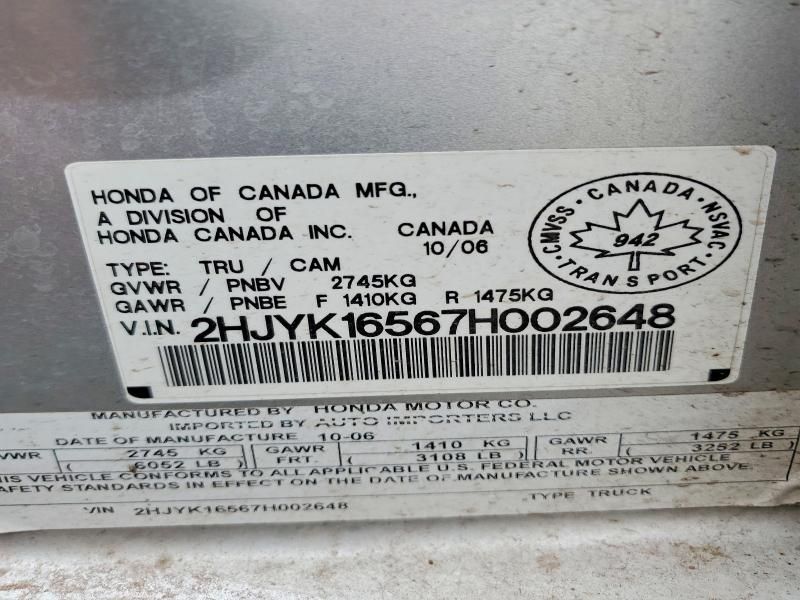 HONDA OF CANADA MFG.,
A DIVISION OF
HONDA CANADA INC. CANADA
10/06
TYPE: TRU / CAM
GVWR / PNBV 2745KG
GAWR / PNBE F 1410KG R 1475KG
V.I.N. 2HJYK16567H002648
CMVSS · CANADA · NSVAC · TRANSPORT ·
942
MANUFACTURED BY HONDA MOTOR CO.
IMPORTED BY AUTO IMPORTERS LLC
DATE OF MANUFACTURE 10-06
VWR 2745 KG GAWR 1410 KG GAWR 1475 KG
( 6052 LB ) FRT. ( 3108 LB ) RR. ( 3252 LB )
HIS VEHICLE CONFORMS TO ALL APPLICABLE U.S. FEDERAL MOTOR VEHICLE
AFETY STANDARDS IN EFFECT ON THE DATE OF MANUFACTURE SHOWN ABOVE.
VIN 2HJYK16567H002648 TYPE TRUCK